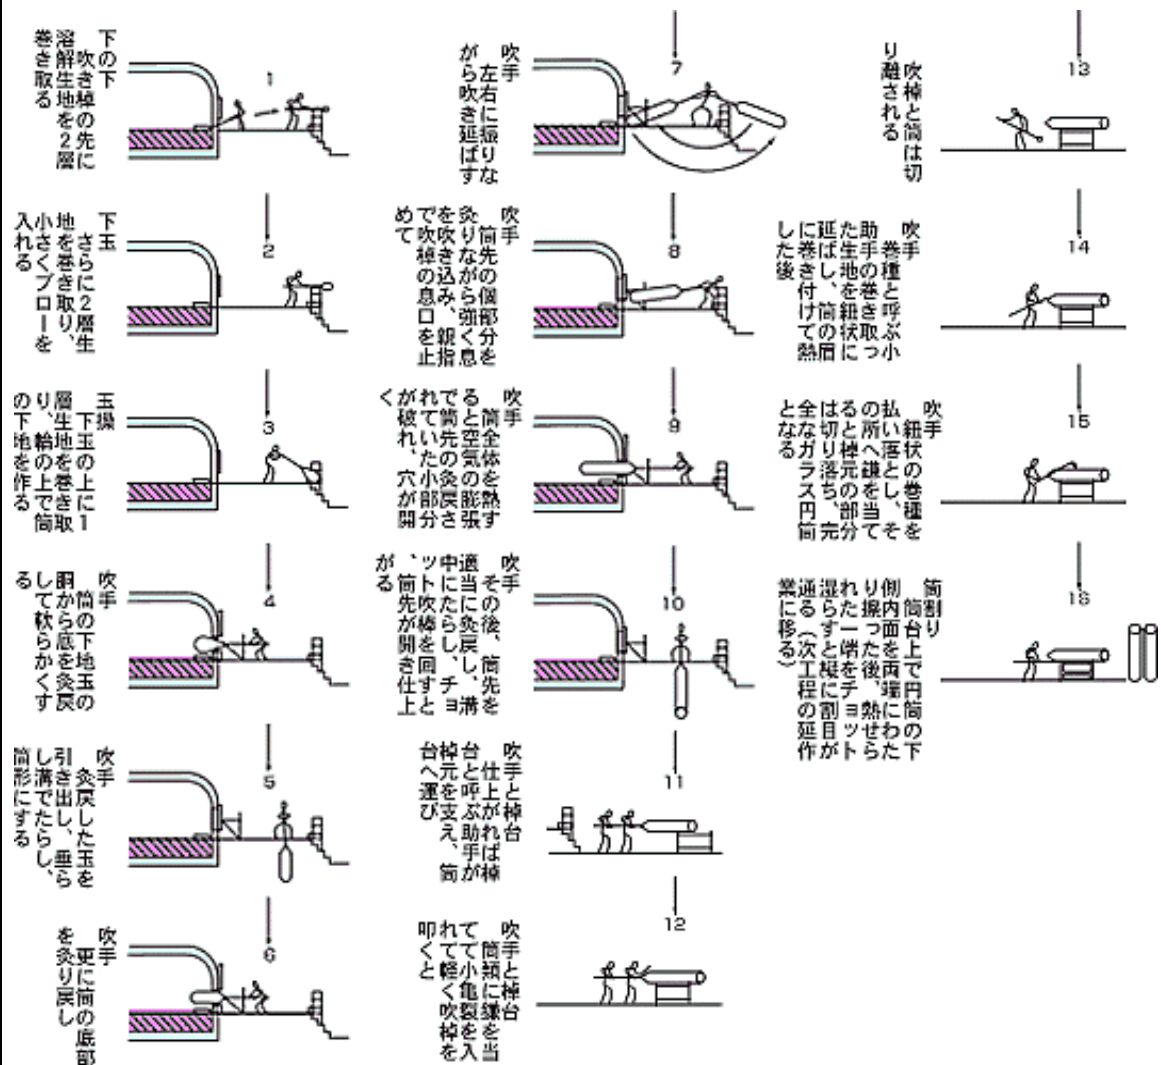 1
下の下
吹き棹の先に
溶解生地を2層
巻き取る
2
下玉
さらに2層生
地を巻き取り、
小さくブローを
入れる
3
玉操
下玉の上に1
層生地を巻き取
り、輪の上で筒
の下地を作る
4
吹手
筒の下地玉の
胴から底を灸戻
して軟らかくす
る
5
吹手
灸戻した玉を
引き出し、垂ら
し溝でたらし、
筒形にする
6
吹手
更に筒の底部
を灸り戻し
7
吹手
左右に振りな
がら吹き延ばす
8
吹手
筒先の個部分を
灸りながら強く息
を吹き込み、親指
で吹棹の息口を止
めて
9
吹手
筒全体を熱す
ると空気の膨張
で筒先の灸戻さ
れていた小部分
が破れ、穴が開
く
10
吹手
その後、筒先を
適当に灸戻し、溝
中にたらし、チョ
ット吹棹を回すと
、筒先が開き仕上
がる
11
吹手と棹台
仕上がれば棹
台と呼ぶ助手が
棹元を支え、筒
台へ運び
12
吹手と棹台
筒類に鎌を当
てて小亀裂を入
れて軽く吹棹を
叩くと
13
吹棹と筒は切
り離される
14
吹手
巻種と呼ぶ小
助手の巻き取っ
た生地を紐状に
延ばし、筒の眉
に巻き付けて熱
した後
15
吹手
紐状の巻種を
払い落とし、そ
の所へ鎌を当て
ると棹元の部分
は切り落ち、完
全なガラス円筒
となる
16
筒割り
筒台上で円筒の下
側内面を両端にわた
り擦った後、熱せら
れた一端をチョット
湿らすと縦に割目が
通る(次工程の延作
業に移る)